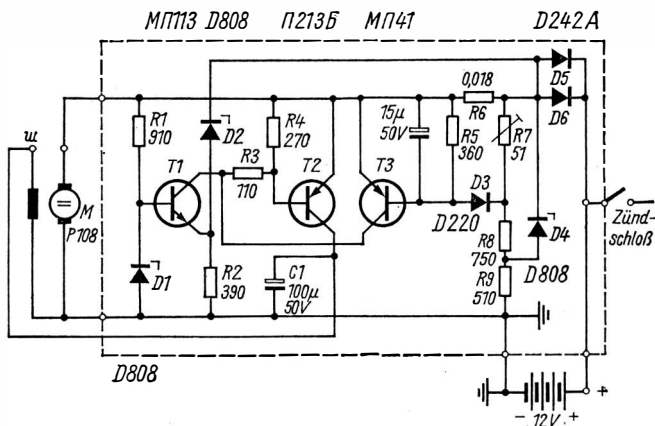 МП113 D808 П213Б МП41 D242A
ш
R1
910
D2
R4
270
15µ
50V
0,018
R6
R5
360
R7
51
D5
D6
T1
R3
110
T2
T3
D3
D220
M
P108
D1
R2
390
C1
100µ
50V
R8
750
R9
510
D4
D808
Zünd-
schloß
D808
+
- 12V +